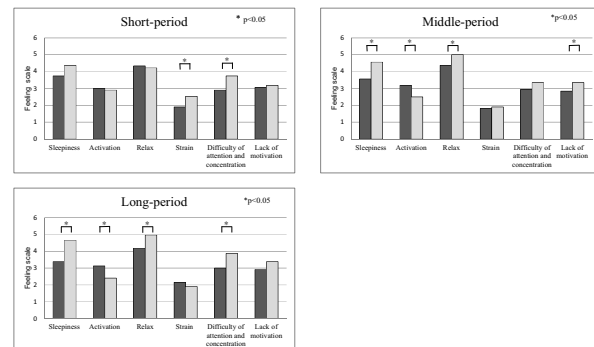 Short-period
* p<0.05
Feeling scale
6
5
4
3
2
1
0
*
*
Sleepiness
Activation
Relax
Strain
Difficulty of
attention and
concentration
Lack of
motivation
Middle-period
*p<0.05
Feeling scale
6
5
4
3
2
1
0
*
*
*
*
Sleepiness
Activation
Relax
Strain
Difficulty of
attention and
concentration
Lack of
motivation
Long-period
*p<0.05
Feeling scale
6
5
4
3
2
1
0
*
*
*
*
Sleepiness
Activation
Relax
Strain
Difficulty of
attention and
concentration
Lack of
motivation